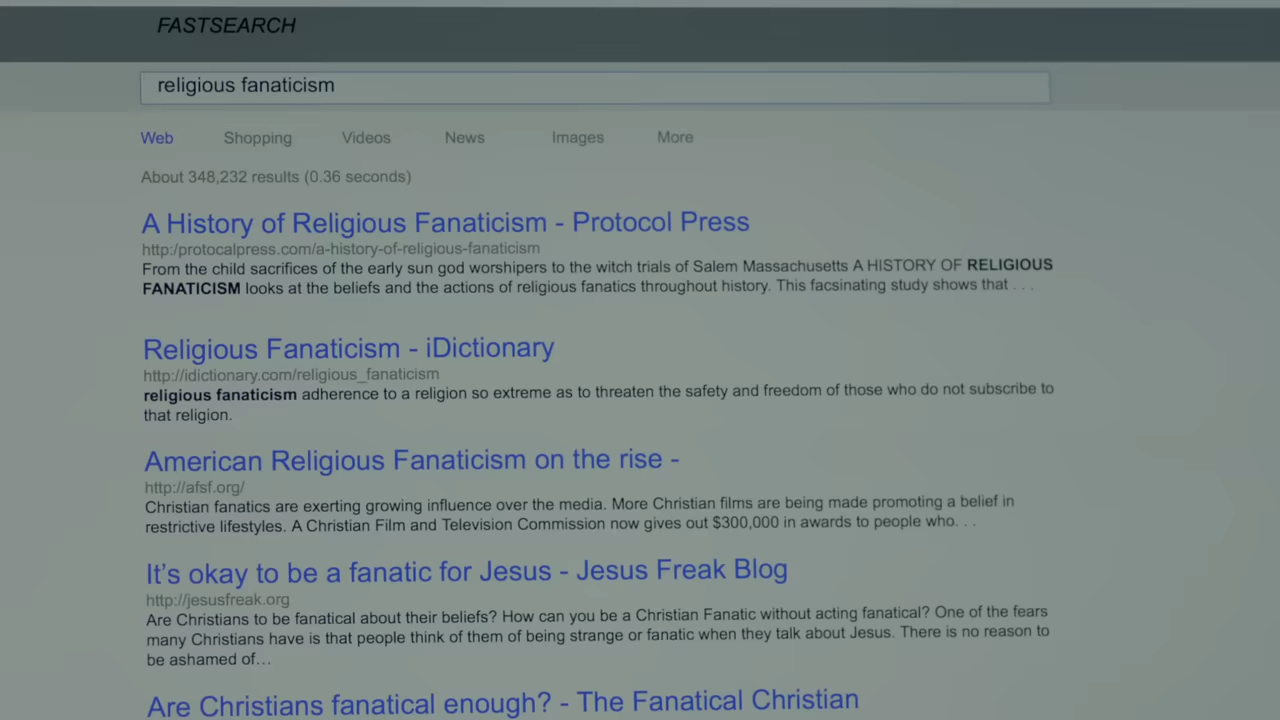 FASTSEARCH
religious fanaticism
Web Shopping Videos News Images More
About 348,232 results (0.36 seconds)
A History of Religious Fanaticism - Protocol Press
http:/protocalpress.com/a-history-of-religious-fanaticism
From the child sacrifices of the early sun god worshipers to the witch trials of Salem Massachusetts A HISTORY OF RELIGIOUS
FANATICISM looks at the beliefs and the actions of religious fanatics throughout history. This facsinating study shows that . . .
Religious Fanaticism - iDictionary
http://idictionary.com/religious_fanaticism
religious fanaticism adherence to a religion so extreme as to threaten the safety and freedom of those who do not subscribe to
that religion.
American Religious Fanaticism on the rise -
http://afsf.org/
Christian fanatics are exerting growing influence over the media. More Christian films are being made promoting a belief in
restrictive lifestyles. A Christian Film and Television Commission now gives out $300,000 in awards to people who. . .
It's okay to be a fanatic for Jesus - Jesus Freak Blog
http://jesusfreak.org
Are Christians to be fanatical about their beliefs? How can you be a Christian Fanatic without acting fanatical? One of the fears
many Christians have is that people think of them of being strange or fanatic when they talk about Jesus. There is no reason to
be ashamed of...
Are Christians fanatical enough? - The Fanatical Christian